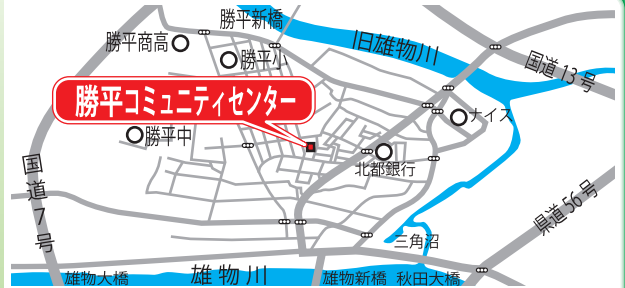 勝平新橋
勝平商高
旧雄物川
勝平小
国道13号
勝平コミュニティセンター
ナイス
勝平中
北都銀行
国道7号
県道56号
三角沼
雄物大橋
雄物川
雄物新橋
秋田大橋